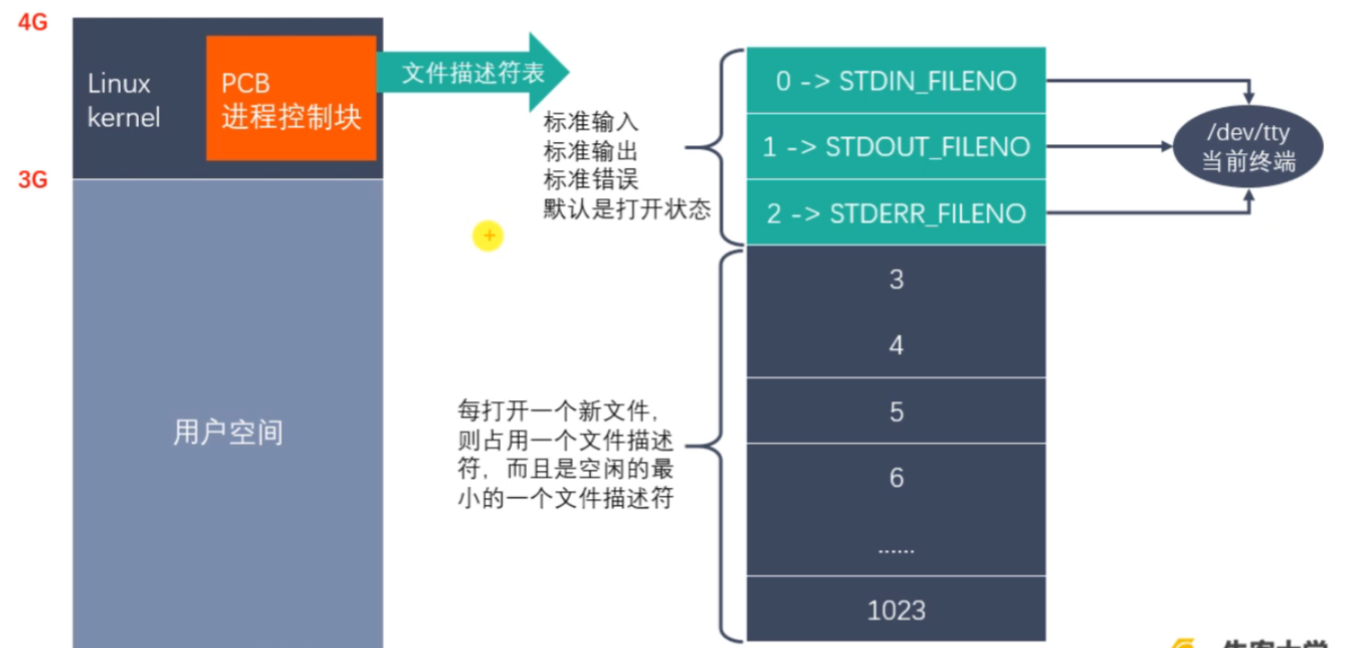 4G
Linux
kernel
PCB
进程控制块
文件描述符表
3G
用户空间
标准输入
标准输出
标准错误
默认是打开状态
0 -> STDIN_FILENO
1 -> STDOUT_FILENO
2 -> STDERR_FILENO
/dev/tty
当前终端
每打开一个新文件，
则占用一个文件描述
符，而且是空闲的最
小的一个文件描述符
3
4
5
6
......
1023